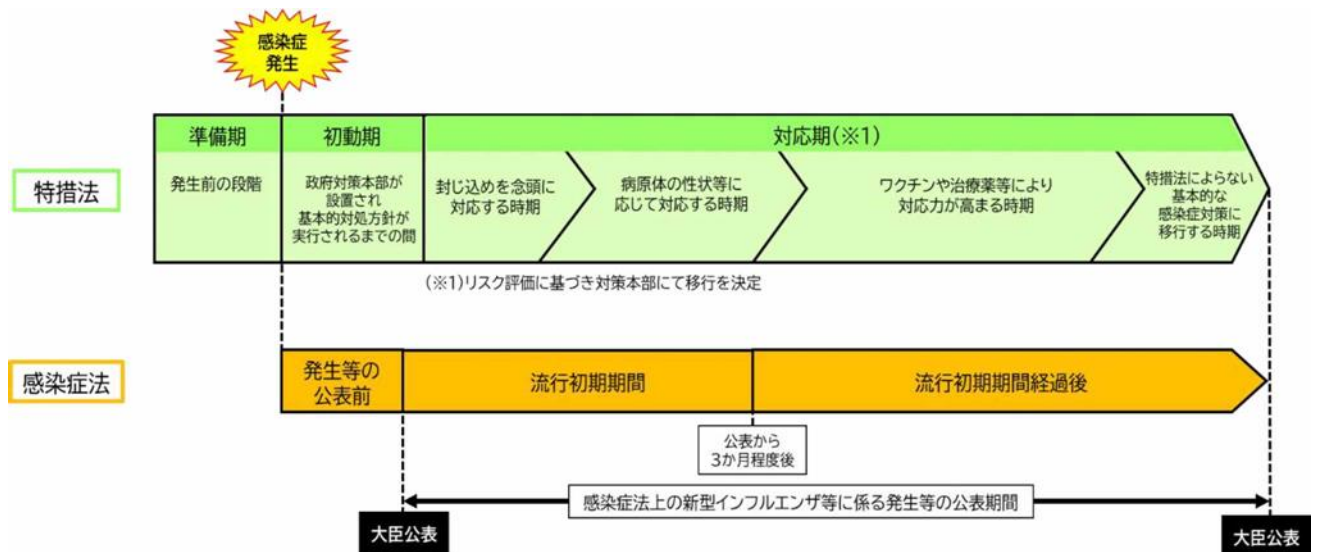 感染症
発生
準備期
初動期
対応期(※1)
特措法
発生前の段階
政府対策本部が
設置され
基本的対処方針が
実行されるまでの間
封じ込めを念頭に
対応する時期
病原体の性状等に
応じて対応する時期
ワクチンや治療薬等により
対応力が高まる時期
特措法によらない
基本的な
感染症対策に
移行する時期
(※1)リスク評価に基づき対策本部にて移行を決定
感染症法
発生等の
公表前
流行初期期間
流行初期期間経過後
公表から
3か月程度後
感染症法上の新型インフルエンザ等に係る発生等の公表期間
大臣公表
大臣公表